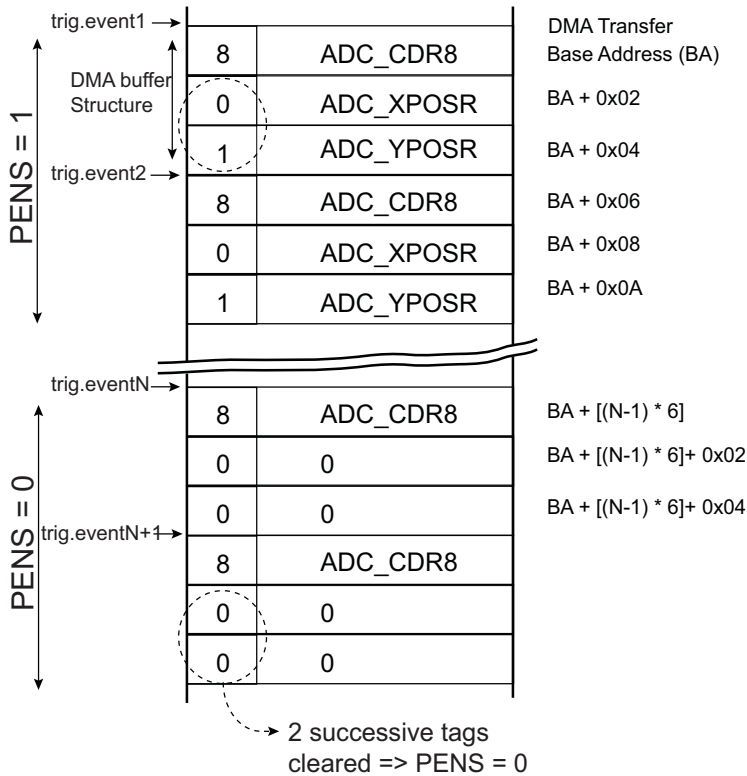 trig.event1
DMA Transfer
8 ADC_CDR8 Base Address (BA)
DMA buffer
Structure
0 ADC_XPOSR BA + 0x02
1 ADC_YPOSR BA + 0x04
PENS = 1
trig.event2
8 ADC_CDR8 BA + 0x06
0 ADC_XPOSR BA + 0x08
1 ADC_YPOSR BA + 0x0A
trig.eventN
8 ADC_CDR8 BA + [(N-1) * 6]
0 0 BA + [(N-1) * 6]+ 0x02
0 0 BA + [(N-1) * 6]+ 0x04
PENS = 0
trig.eventN+1
8 ADC_CDR8
0 0
0 0
2 successive tags
cleared => PENS = 0